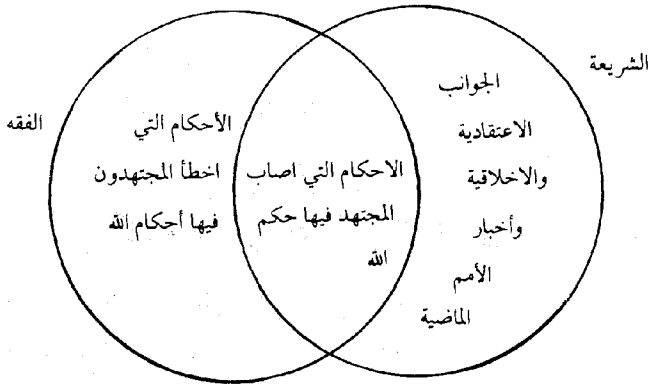 الشريعة
الجوانب
الاعتقادية
والاخلاقية
وأخبار
الأمم
الماضية
الاحكام التي اصاب
المجتهد فيها حكم
الله
الأحكام التي
اخطأ المجتهدون
فيها أحكام الله
الفقه